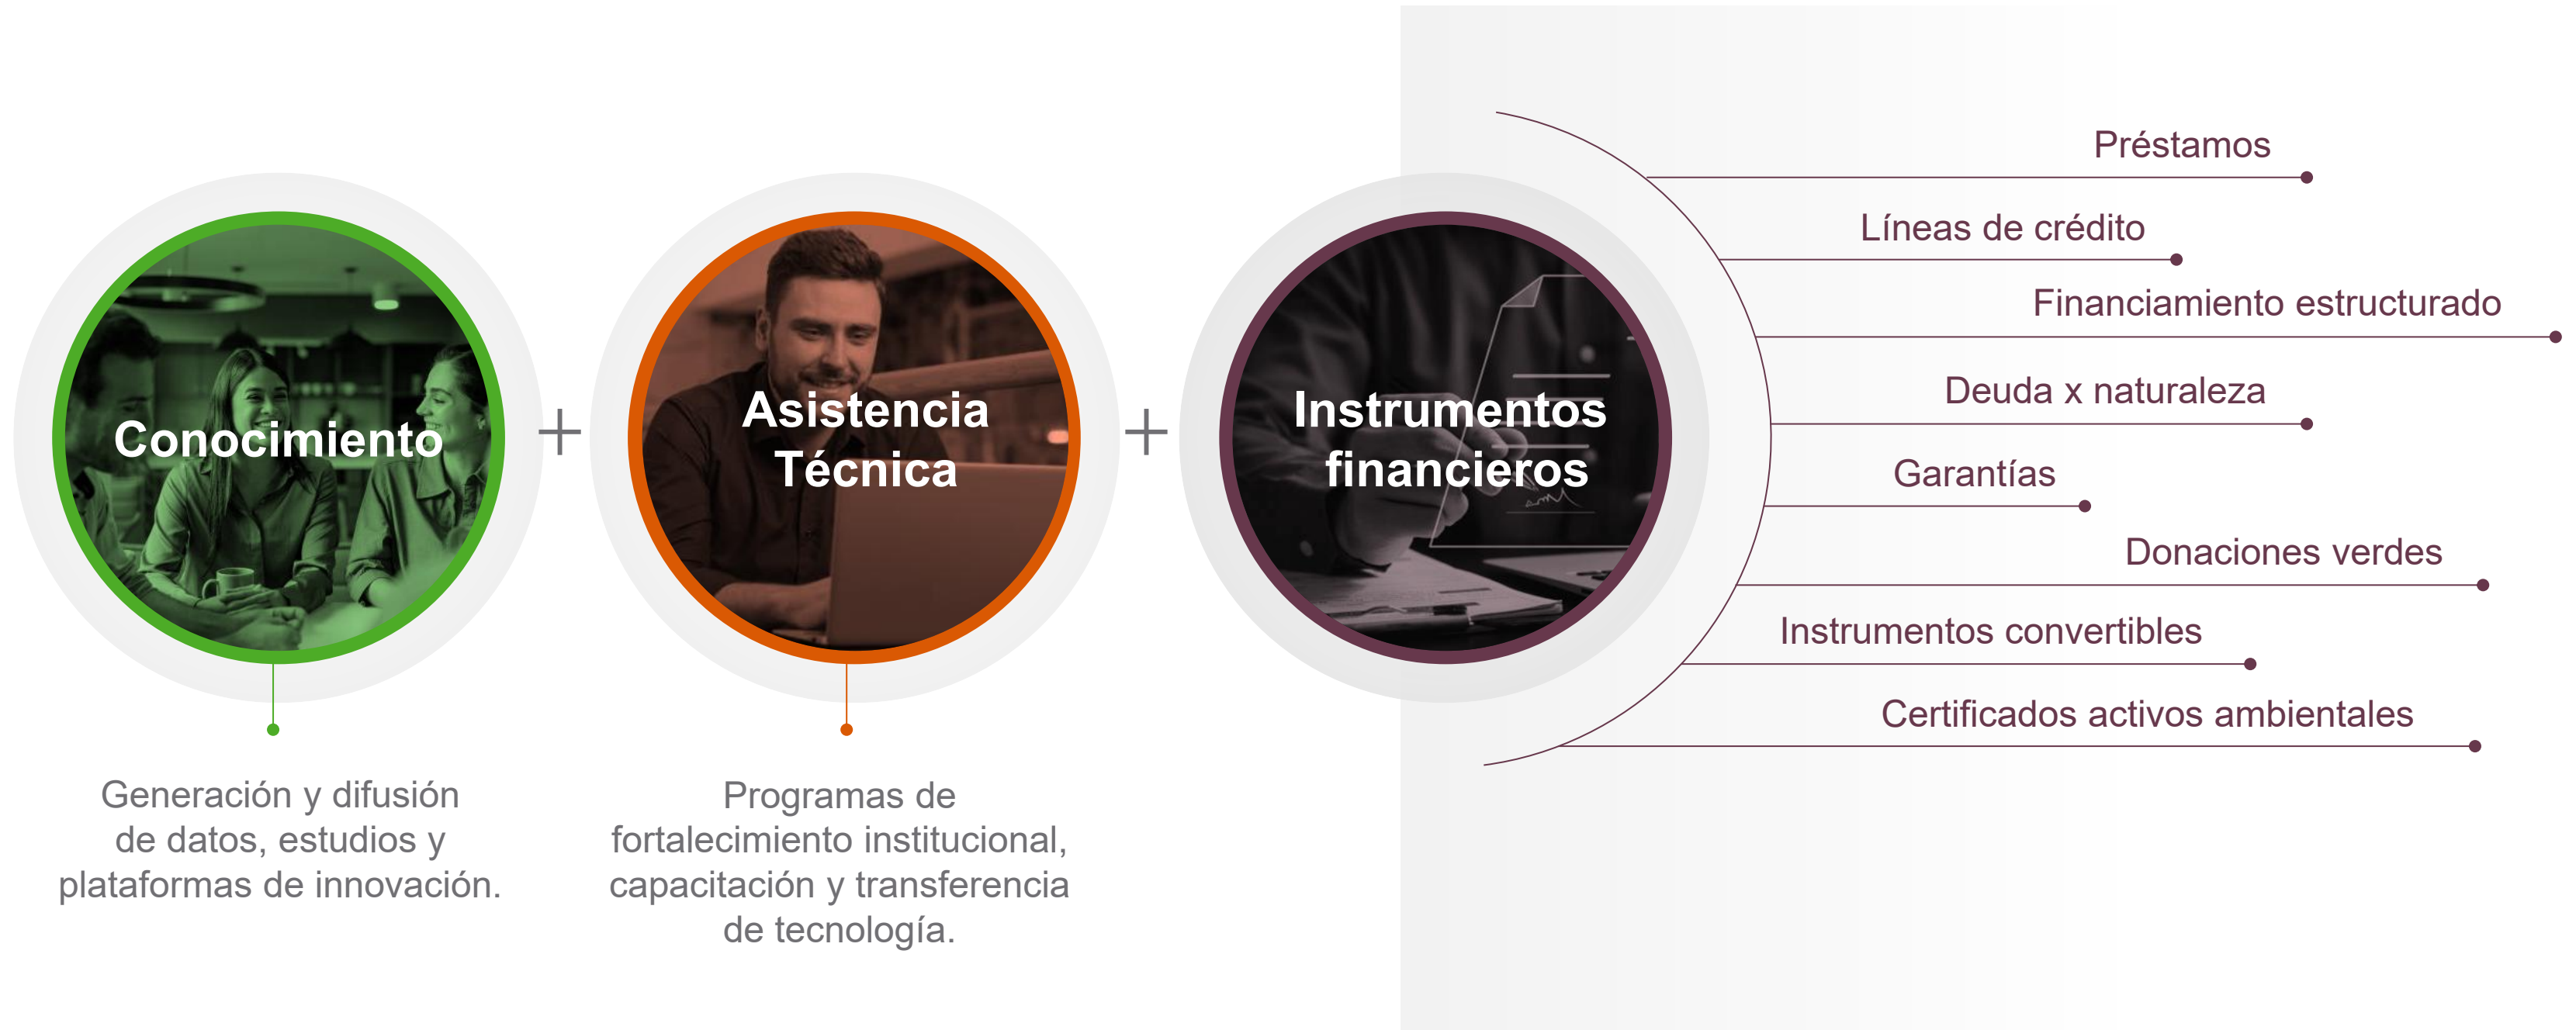 Conocimiento
+
Asistencia
Técnica
+
Instrumentos
financieros
Generación y difusión
de datos, estudios y
plataformas de innovación.
Programas de
fortalecimiento institucional,
capacitación y transferencia
de tecnología.
Préstamos
Líneas de crédito
Financiamiento estructurado
Deuda x naturaleza
Garantías
Donaciones verdes
Instrumentos convertibles
Certificados activos ambientales